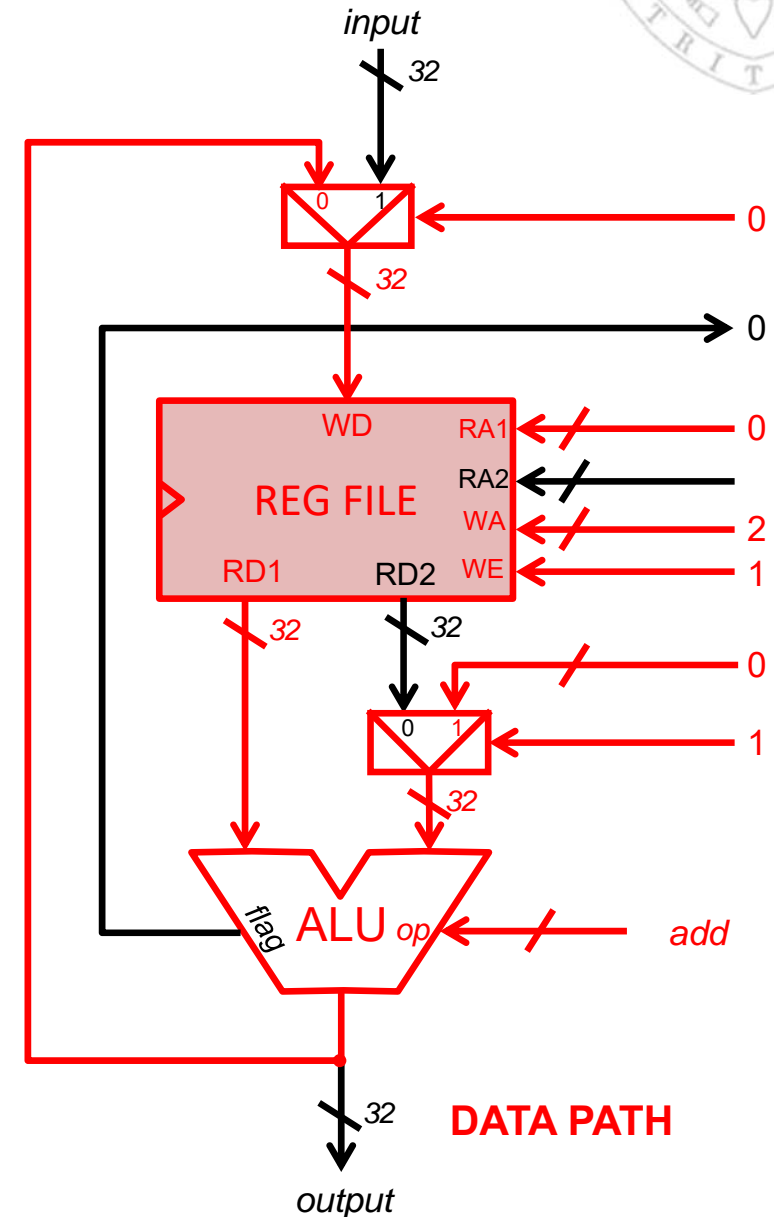 TRIT
input
32
0 1
0
32
0
WD
RA1
0
RA2
REG FILE
WA
2
RD1
RD2
WE
1
32
32
0
0 1
1
32
flag
ALU
op
add
32
DATA PATH
output